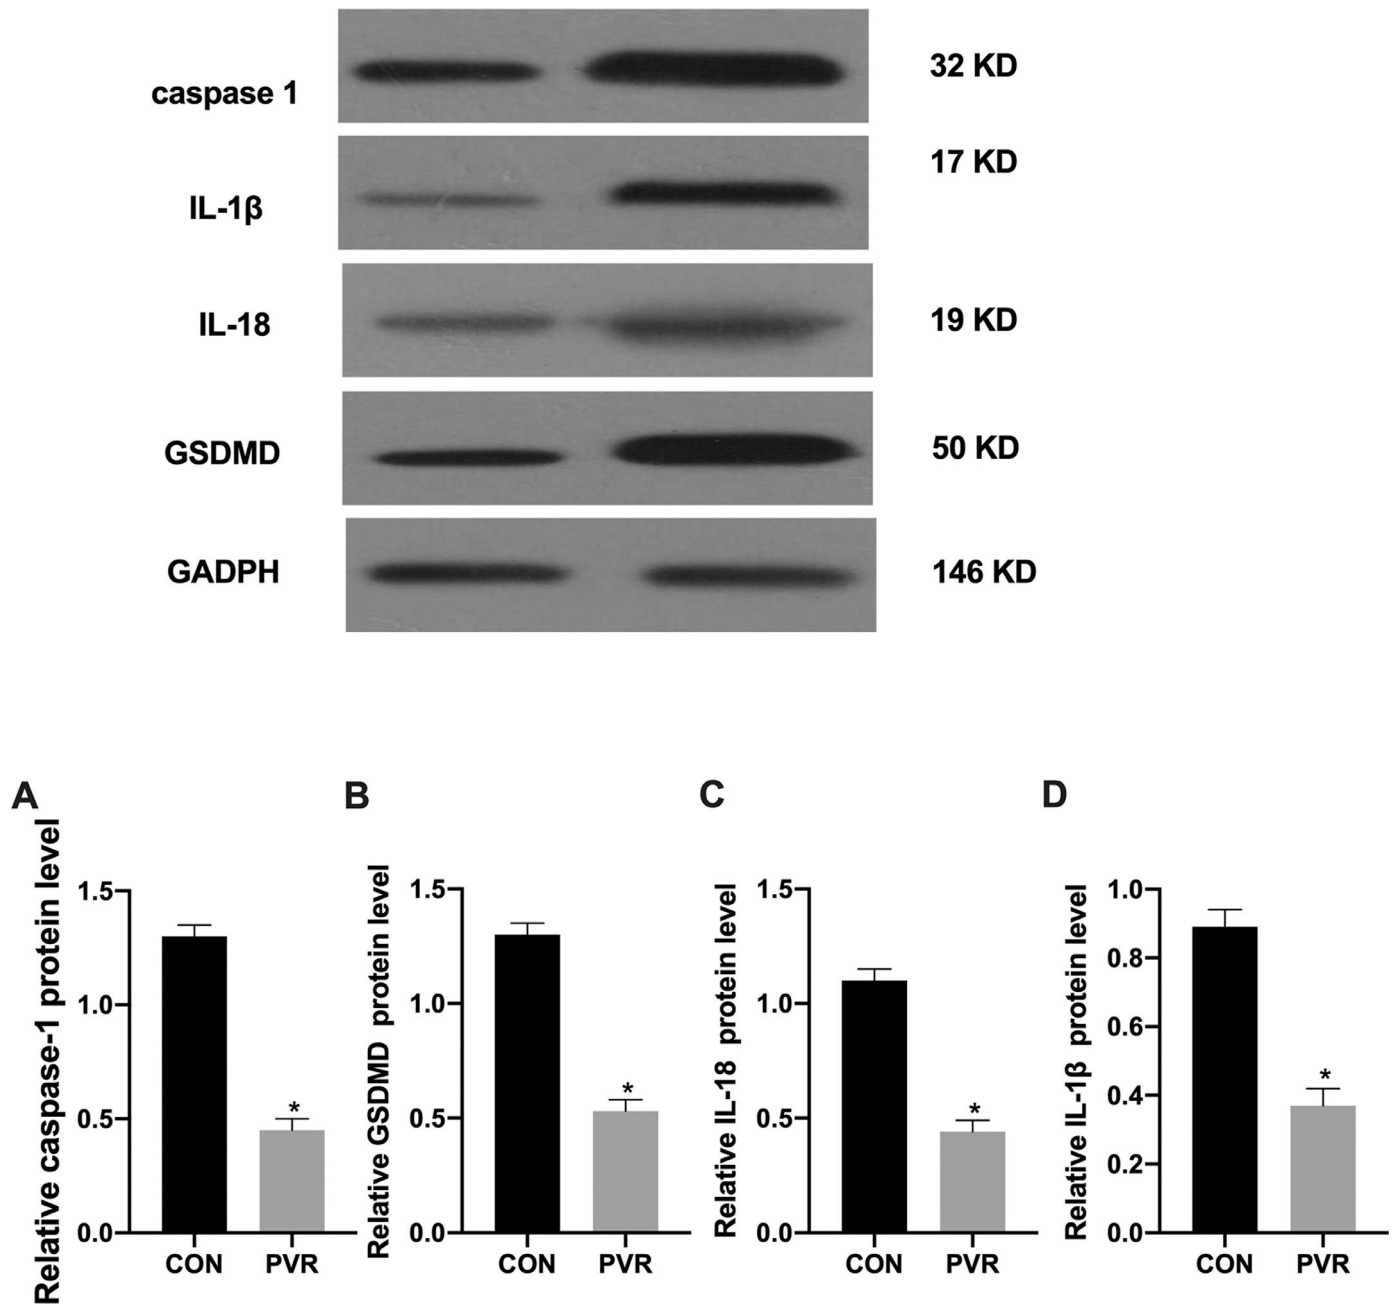 caspase 1 32 KD
IL-1β 17 KD
IL-18 19 KD
GSDMD 50 KD
GADPH 146 KD
A
Relative caspase-1 protein level
1.5
1.0
0.5
0.0
*
CON PVR
B
Relative GSDMD protein level
1.5
1.0
0.5
0.0
*
CON PVR
C
Relative IL-18 protein level
1.5
1.0
0.5
0.0
*
CON PVR
D
Relative IL-1β protein level
1.0
0.8
0.6
0.4
0.2
0.0
*
CON PVR